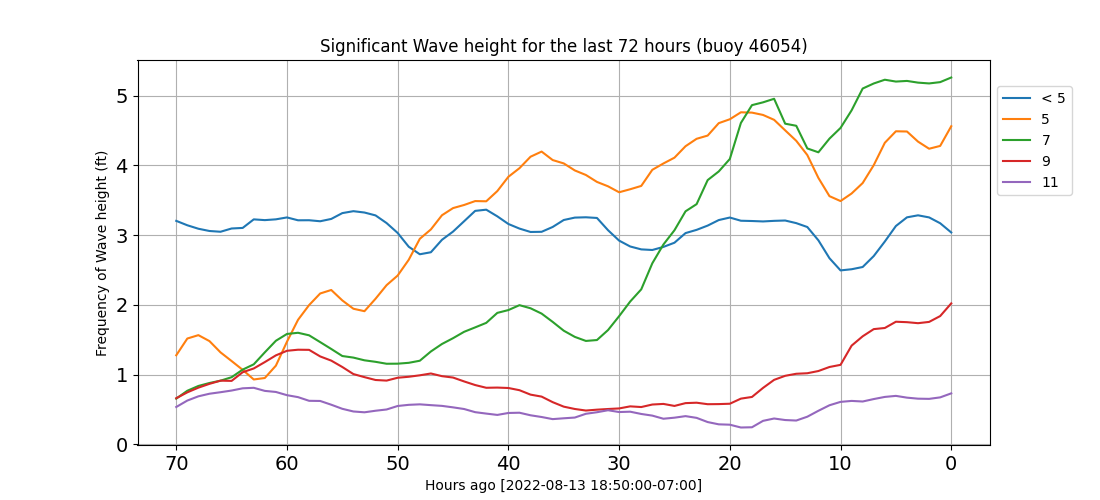 Significant Wave height for the last 72 hours (buoy 46054)
Frequency of Wave height (ft)
5
4
3
2
1
0
70 60 50 40 30 20 10 0
Hours ago [2022-08-13 18:50:00-07:00]
< 5
5
7
9
11